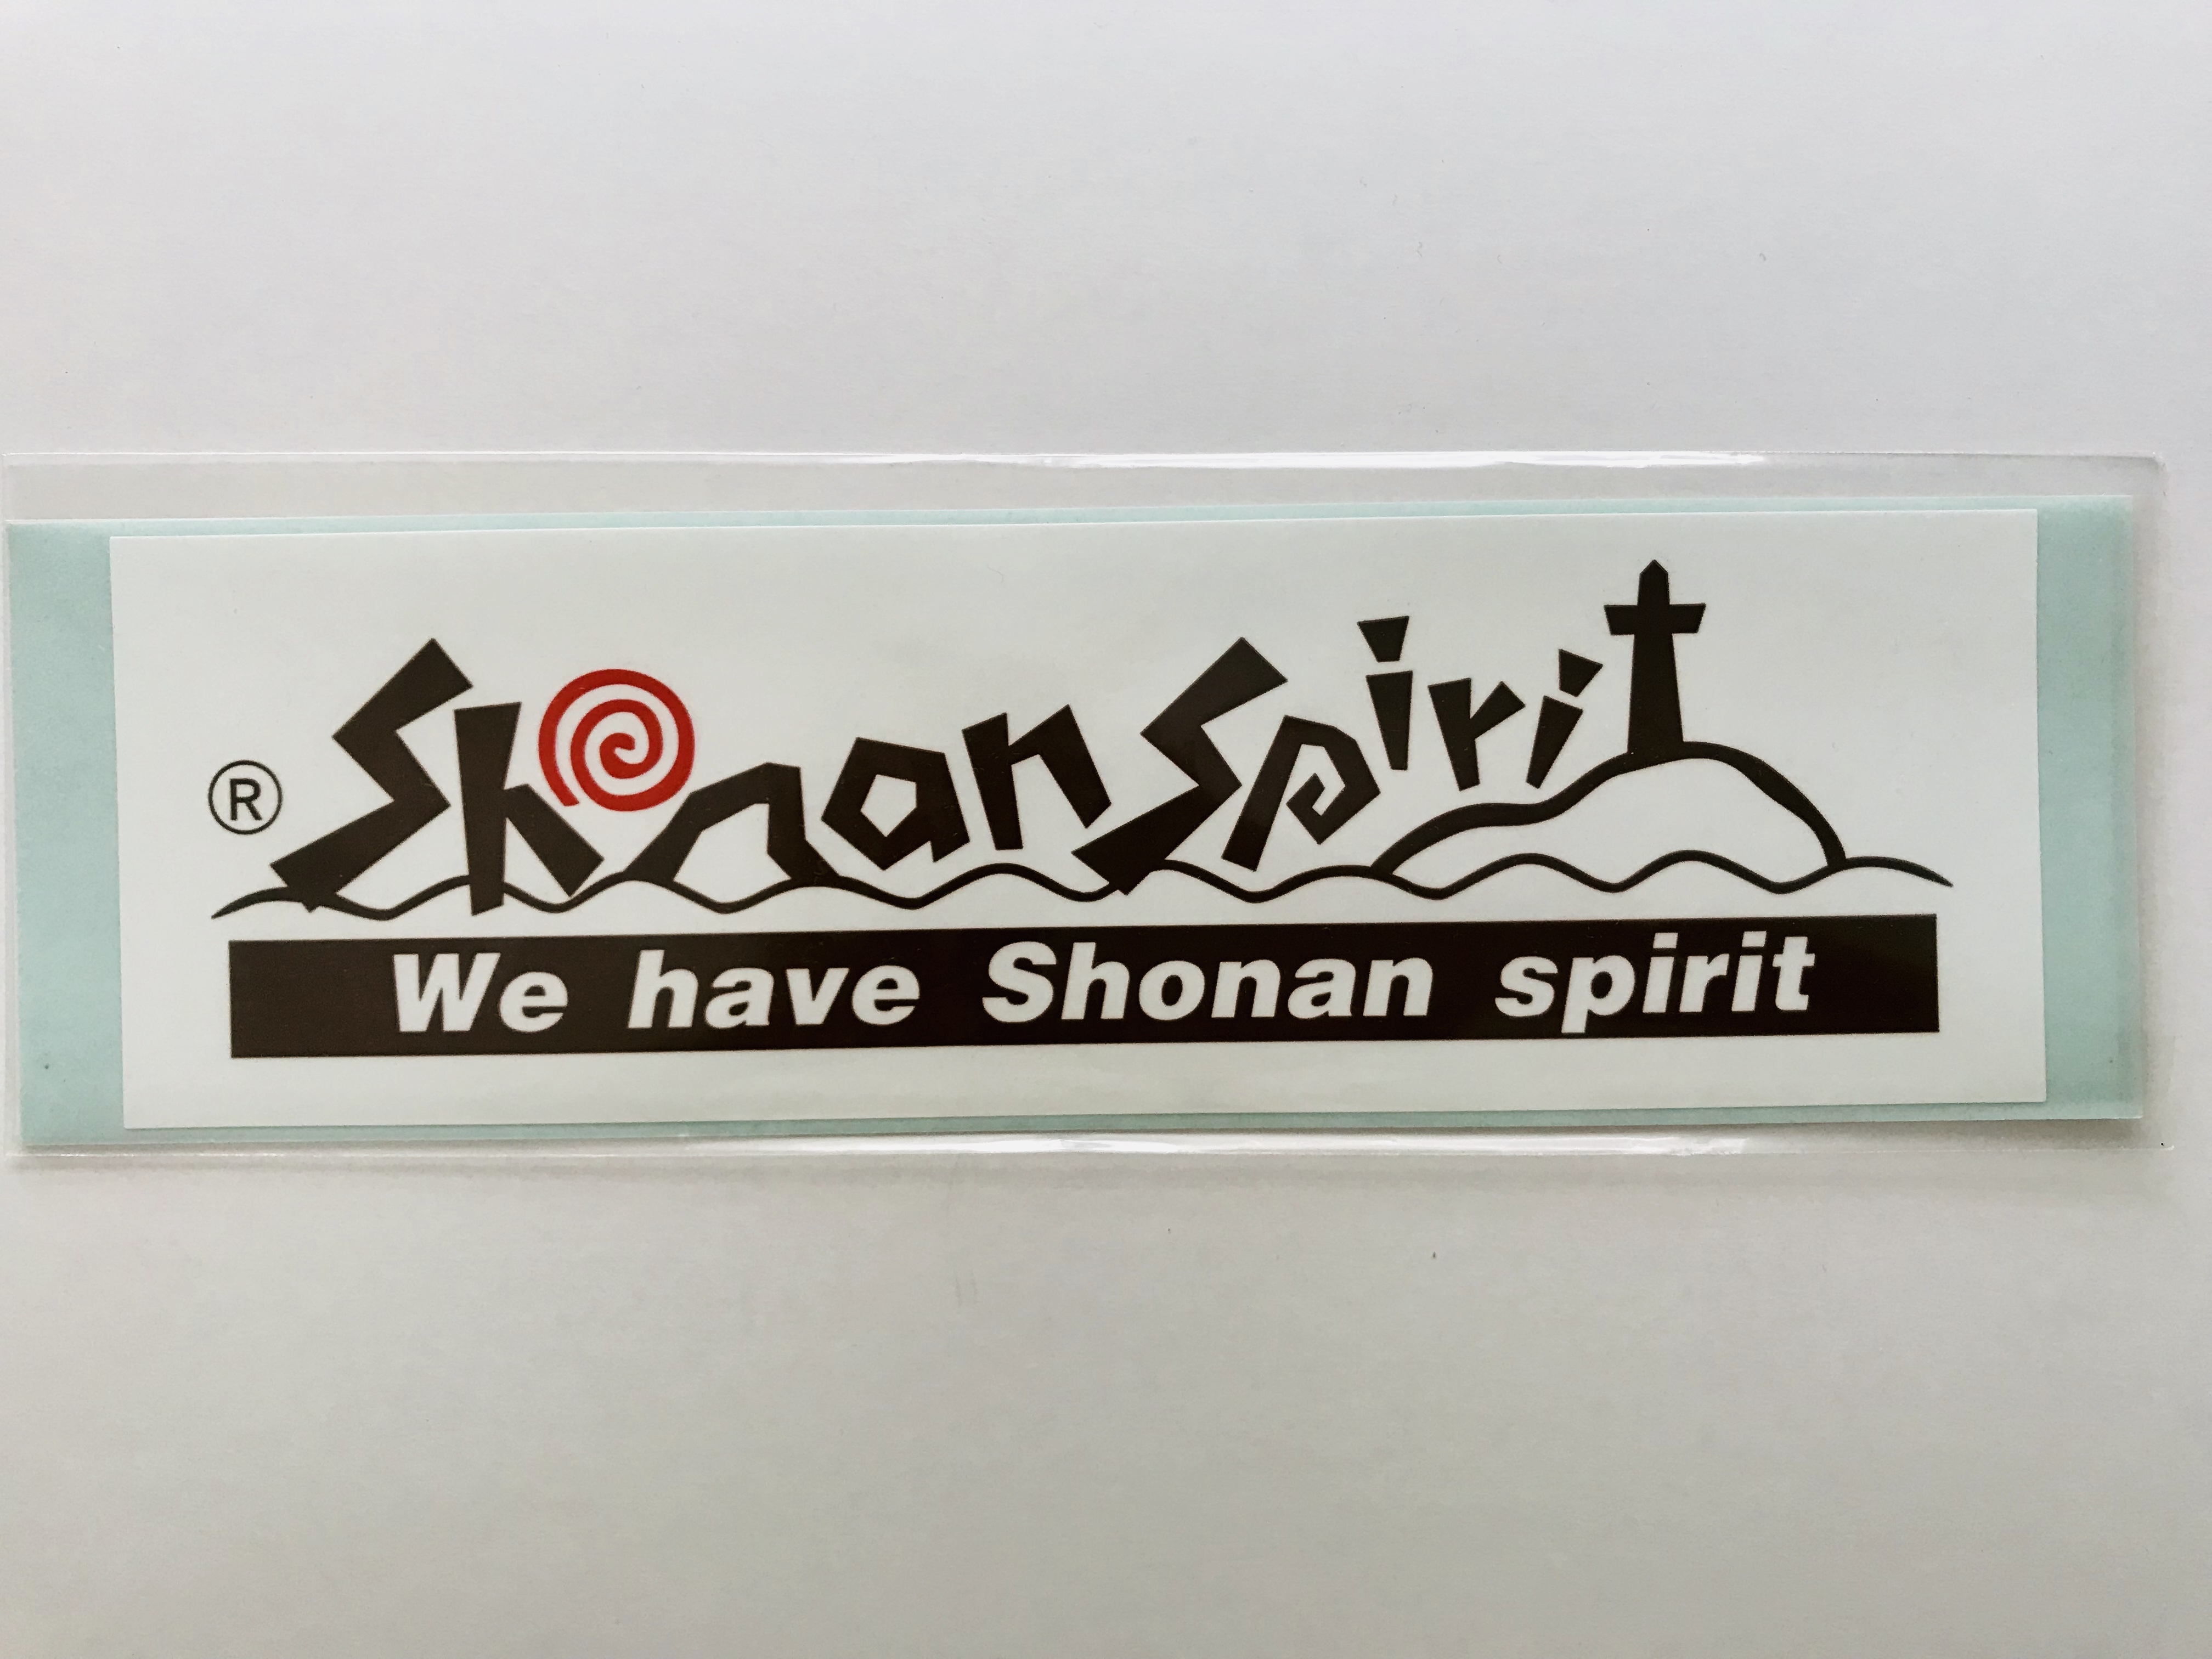 ® Shonan Spirit
We have Shonan spirit